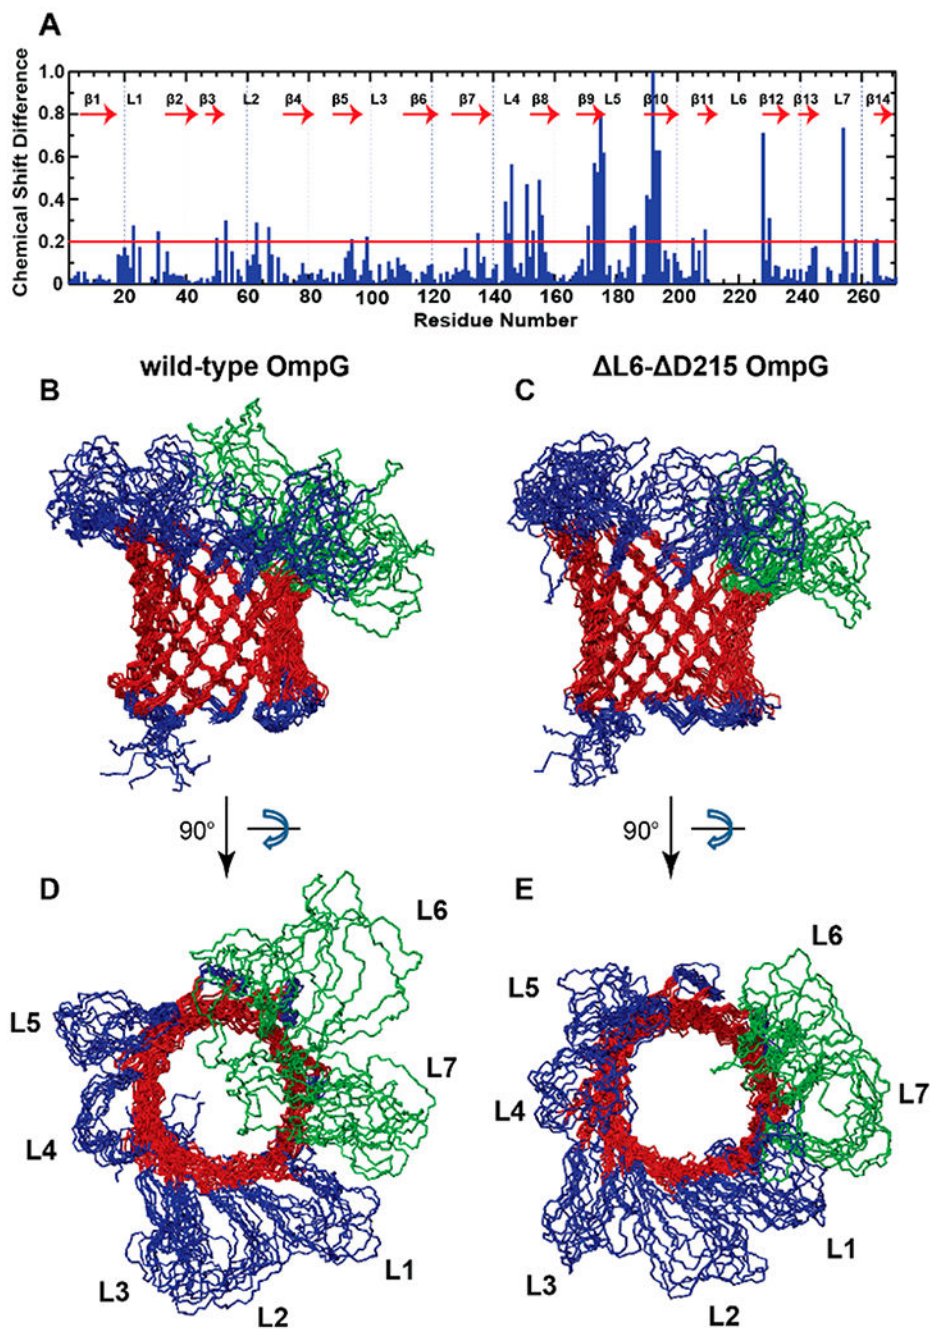 A
Chemical Shift Difference
1.0
0.8
0.6
0.4
0.2
0
β1 L1 β2 β3 L2 β4 β5 L3 β6 β7 L4 β8 β9 L5 β10 β11 L6 β12 β13 L7 β14
20 40 60 80 100 120 140 160 180 200 220 240 260
Residue Number
wild-type OmpG
ΔL6-ΔD215 OmpG
B
C
90°
90°
D
E
L6
L5
L7
L4
L3
L2
L1
L6
L5
L7
L4
L1
L3
L2